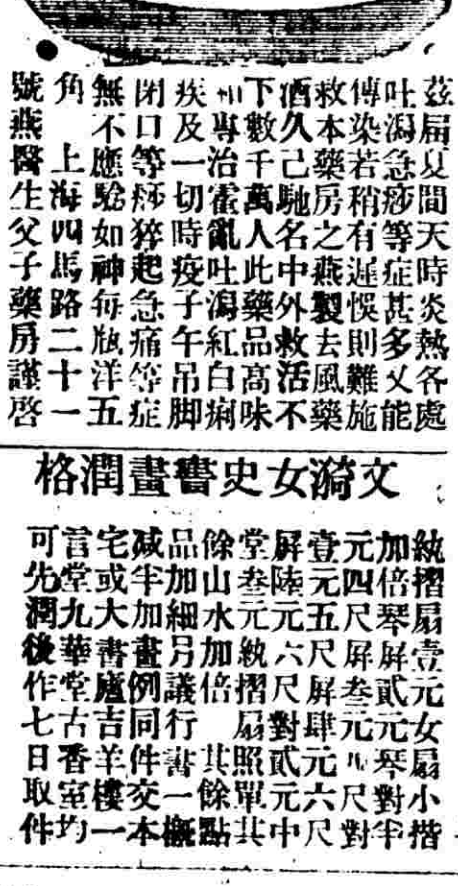 茲届夏間天時炎熱各處
吐瀉急痧等症甚多又能
傳染若稍有遲悞則難施
救本藥房之燕製去風藥
酒久己馳名中外救活不
下數千萬人此藥品高味
專治霍亂吐瀉紅白痢
疾及一切時疫子午吊脚
閉口等痧猝起急痛等症
無不應驗如神每瓶洋五
角 上海四馬路二十一
號燕醫生父子藥房謹啓
文漪女史書畫潤格
紈摺扇壹元女扇小楷
加倍琴屏貳元琴對半
元四尺屏叁元 尺對
壹元五尺屏肆元六尺
屏陸元六尺對貳元中
堂叁元紈摺扇照單其
餘山水加倍 其餘點
品加細另議行書一概
减半加畫例同件交本
宅或大書廬吉羊樓一
言堂九華堂古香室均
可先潤後作七日取件